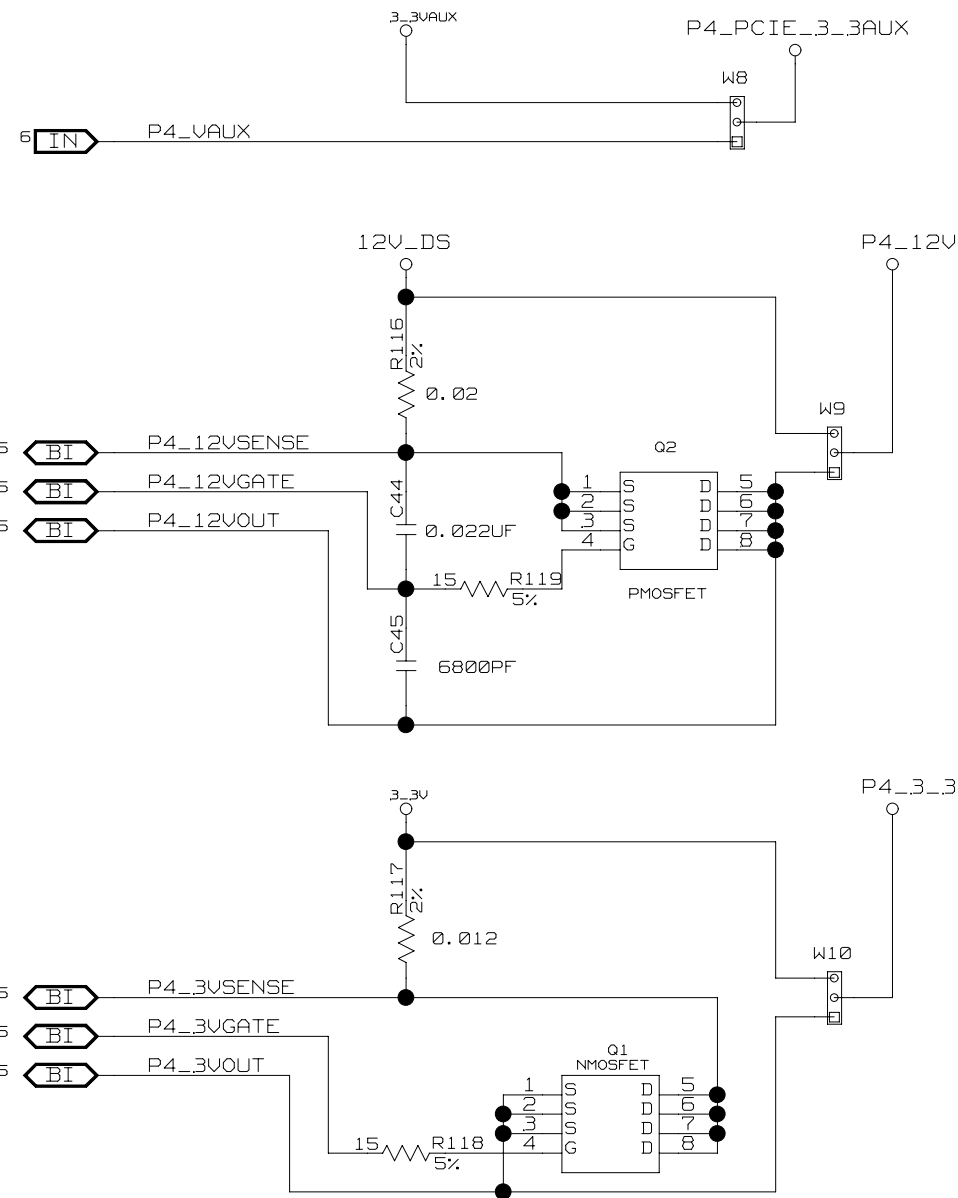 3_3VAUX
P4_PCIE_3_3AUX
W8
6 IN P4_VAUX
12V_DS
P4_12V
R116
2%
0.02
W9
5 BI P4_12VSENSE
Q2
5 BI P4_12VGATE
C44
1 S D 5
2 S D 6
5 BI P4_12VOUT
0.022UF
3 S D 7
4 G D 8
15 R119
5%
PMOSFET
C45
6800PF
3_3V
P4_3_3
R117
2%
0.012
W10
5 BI P4_3VSENSE
5 BI P4_3VGATE
Q1
NMOSFET
5 BI P4_3VOUT
1 S D 5
2 S D 6
3 S D 7
4 G D 8
15 R118
5%